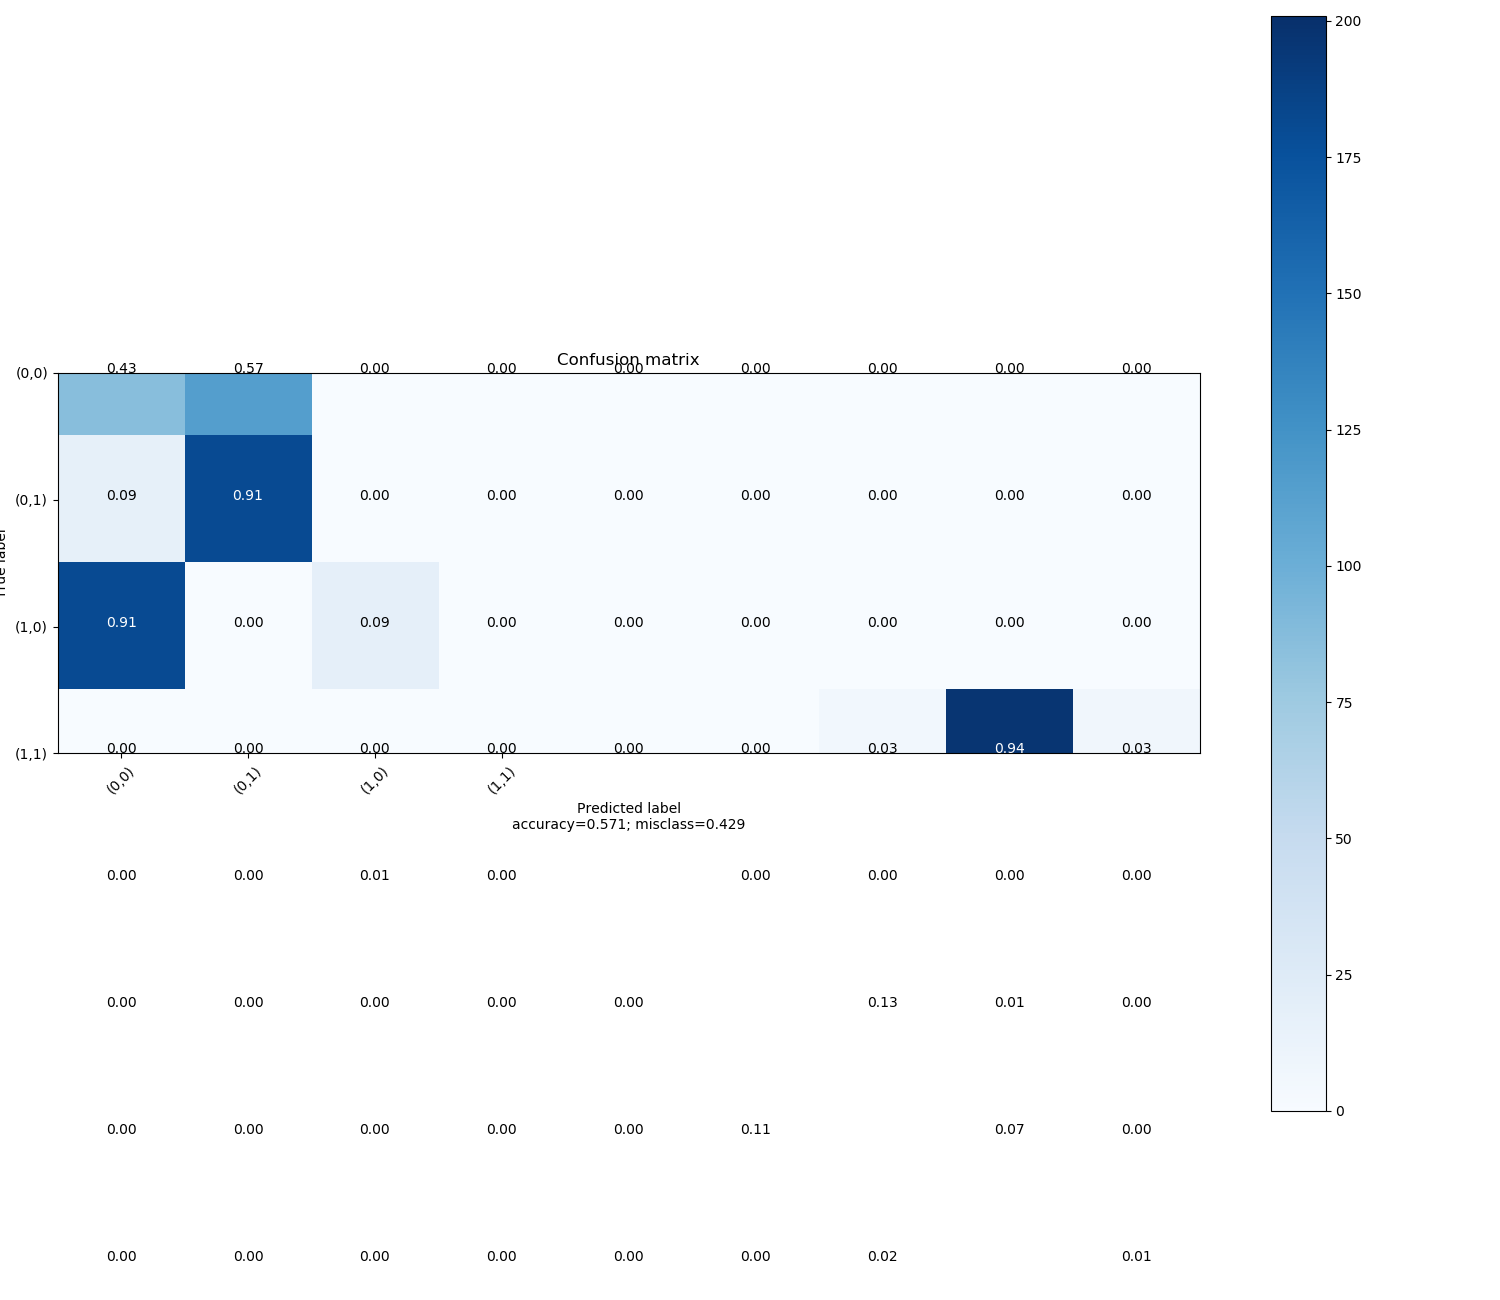 200
175
150
Confusion matrix
(0,0) 0.43 0.57 0.00 0.00 0.00 0.00 0.00 0.00 0.00
125
(0,1) 0.09 0.91 0.00 0.00 0.00 0.00 0.00 0.00 0.00
100
True label
(1,0) 0.91 0.00 0.09 0.00 0.00 0.00 0.00 0.00 0.00
75
(1,1) 0.00 0.00 0.00 0.00 0.00 0.00 0.03 0.94 0.03
(0,0) (0,1) (1,0) (1,1)
Predicted label
accuracy=0.571; misclass=0.429
50
0.00 0.00 0.01 0.00 0.00 0.00 0.00 0.00
25
0.00 0.00 0.00 0.00 0.00 0.13 0.01 0.00
0
0.00 0.00 0.00 0.00 0.00 0.11 0.07 0.00
0.00 0.00 0.00 0.00 0.00 0.00 0.02 0.01